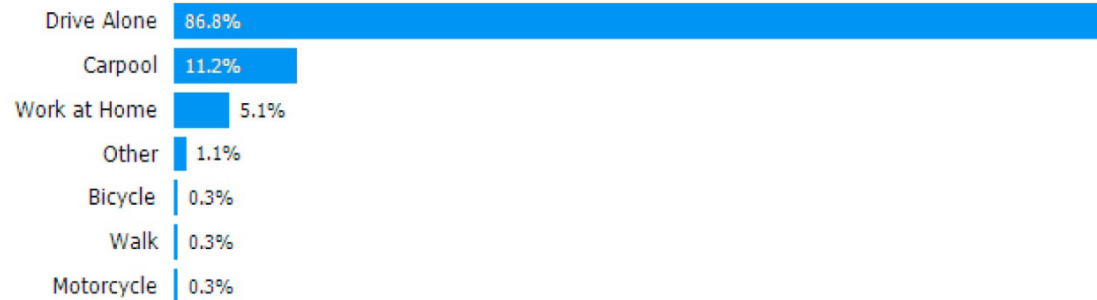 Drive Alone 86.8%
Carpool 11.2%
Work at Home 5.1%
Other 1.1%
Bicycle 0.3%
Walk 0.3%
Motorcycle 0.3%